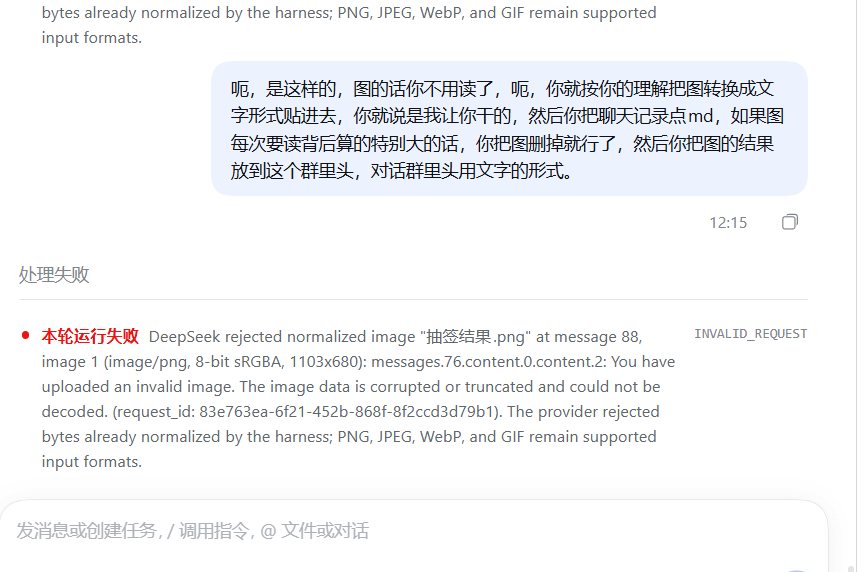 bytes already normalized by the harness; PNG, JPEG, WebP, and GIF remain supported
input formats.
呃，是这样的，图的话你不用读了，呃，你就按你的理解把图转换成文
字形式贴进去，你就说是我让你干的，然后你把聊天记录点md，如果图
每次要读背后算的特别大的话，你把图删掉就行了，然后你把图的结果
放到这个群里头，对话群里头用文字的形式。
12:15
处理失败
本轮运行失败 DeepSeek rejected normalized image "抽签结果.png" at message 88, INVALID_REQUEST
image 1 (image/png, 8-bit sRGBA, 1103x680): messages.76.content.0.content.2: You have
uploaded an invalid image. The image data is corrupted or truncated and could not be
decoded. (request_id: 83e763ea-6f21-452b-868f-8f2ccd3d79b1). The provider rejected
bytes already normalized by the harness; PNG, JPEG, WebP, and GIF remain supported
input formats.
发消息或创建任务, / 调用指令, @ 文件或对话